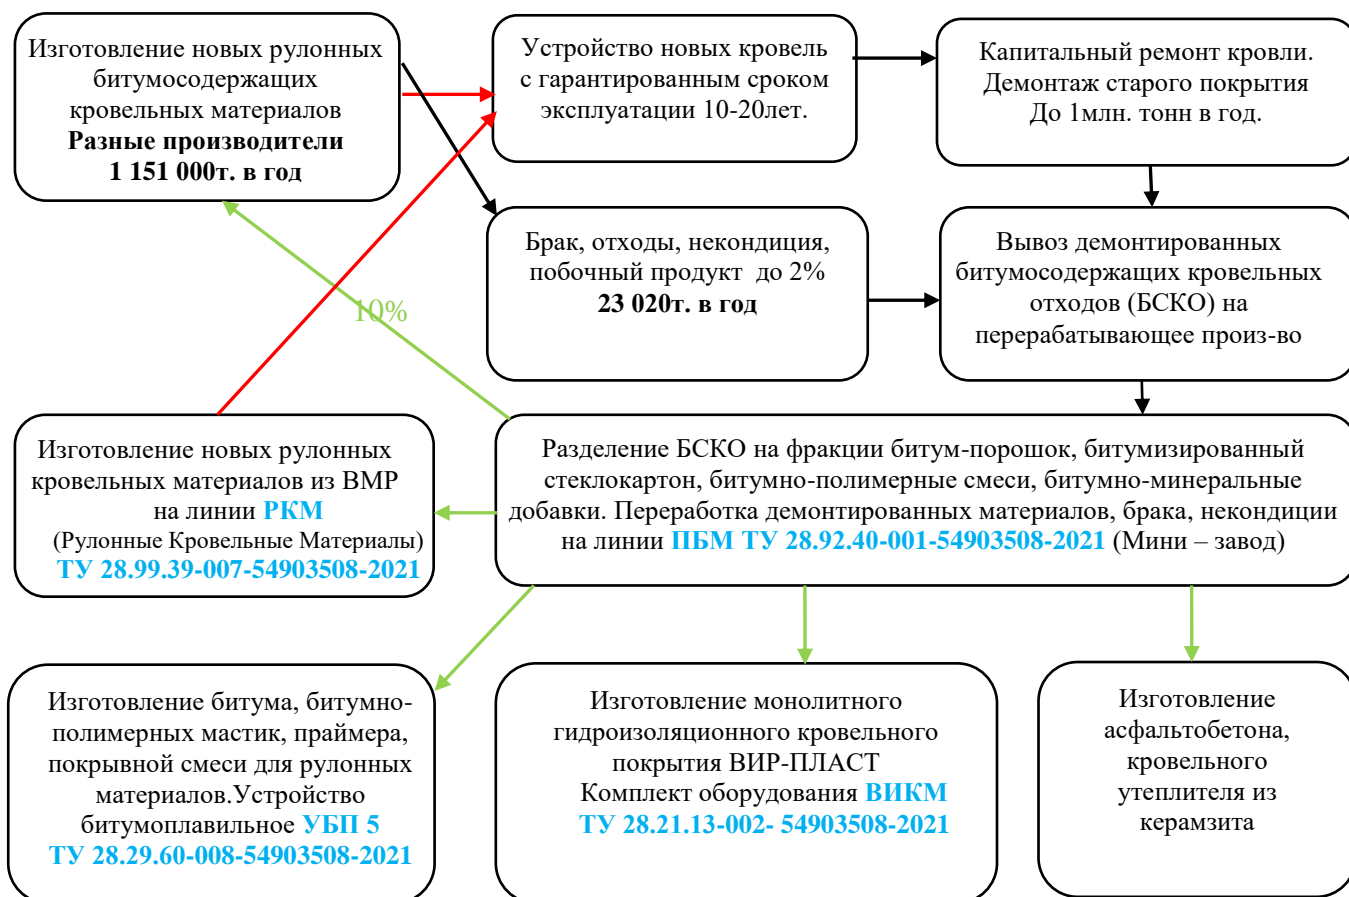 Изготовление новых рулонных
битумосодержащих
кровельных материалов
Разные производители
1 151 000т. в год
Устройство новых кровель
с гарантированным сроком
эксплуатации 10-20лет.
Капитальный ремонт кровли.
Демонтаж старого покрытия
До 1млн. тонн в год.
Брак, отходы, некондиция,
побочный продукт до 2%
23 020т. в год
Вывоз демонтированных
битумосодержащих кровельных
отходов (БСКО) на
перерабатывающее произ-во
10%
Изготовление новых рулонных
кровельных материалов из ВМР
на линии РКМ
(Рулонные Кровельные Материалы)
ТУ 28.99.39-007-54903508-2021
Разделение БСКО на фракции битум-порошок, битумизированный
стеклокартон, битумно-полимерные смеси, битумно-минеральные
добавки. Переработка демонтированных материалов, брака, некондиции
на линии ПБМ ТУ 28.92.40-001-54903508-2021 (Мини – завод)
Изготовление битума, битумно-
полимерных мастик, праймера,
покрывной смеси для рулонных
материалов.Устройство
битумоплавильное УБП 5
ТУ 28.29.60-008-54903508-2021
Изготовление монолитного
гидроизоляционного кровельного
покрытия ВИР-ПЛАСТ
Комплект оборудования ВИКМ
ТУ 28.21.13-002- 54903508-2021
Изготовление
асфальтобетона,
кровельного
утеплителя из
керамзита